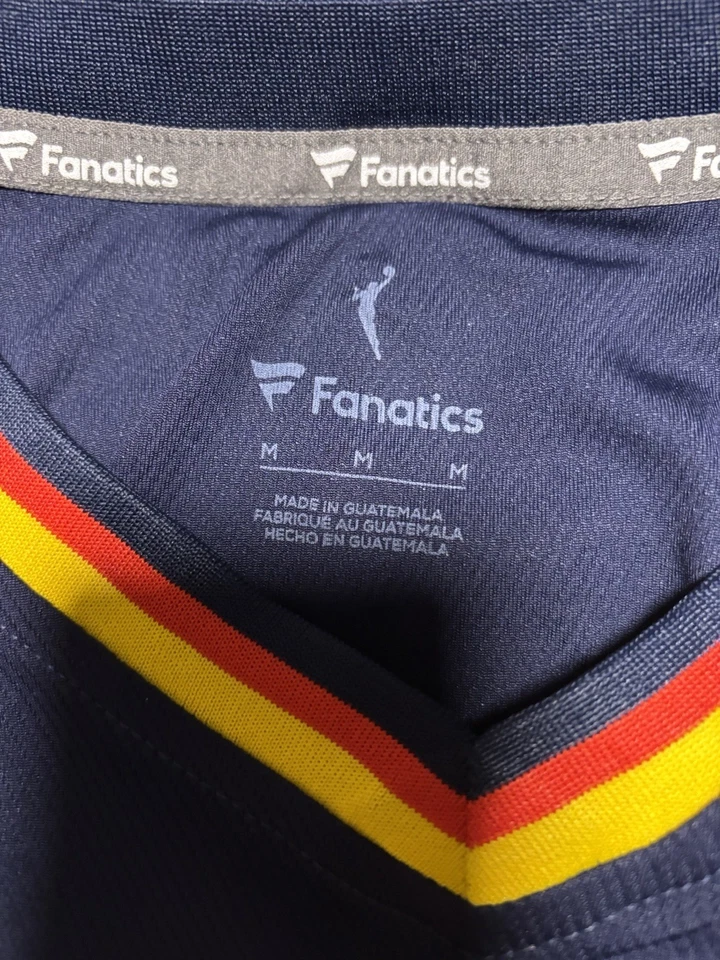 Fanatics Fanatics Fa
Fanatics
M M M
MADE IN GUATEMALA
FABRIQUÉ AU GUATEMALA
HECHO EN GUATEMALA